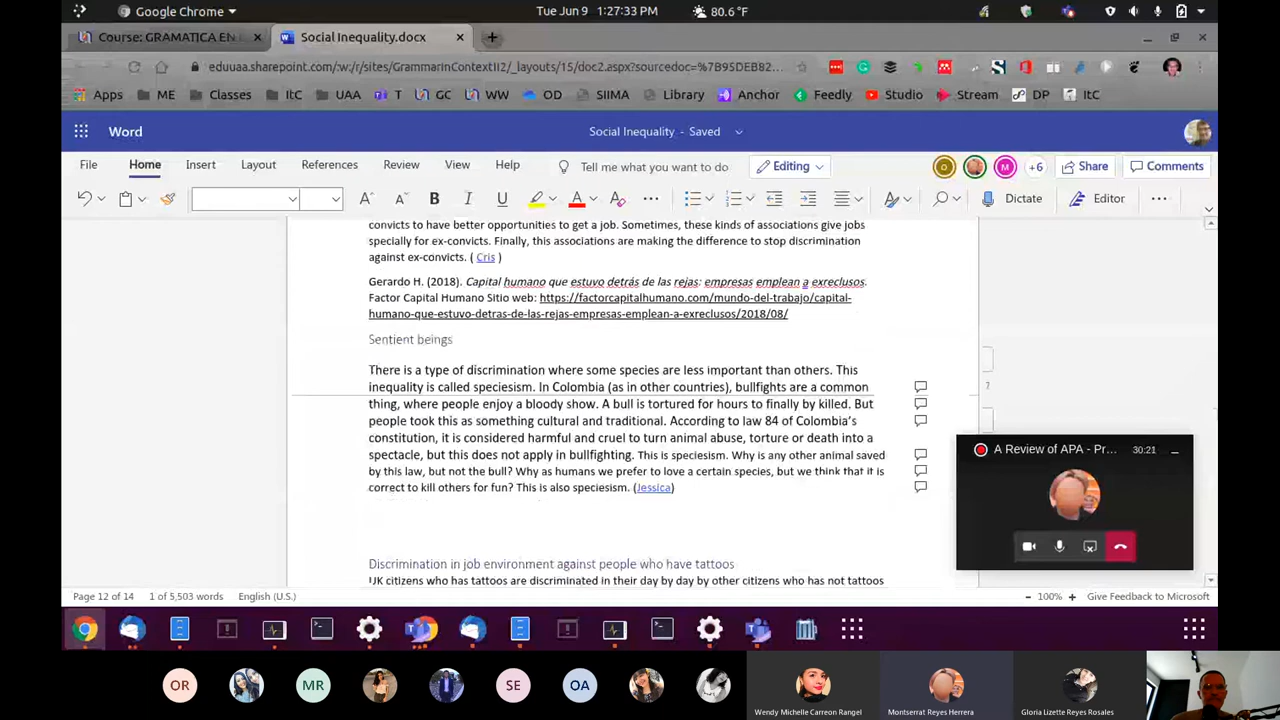 Google Chrome
Tue Jun 9 1:27:33 PM
80.6 °F
Course: GRAMATICA EN
Social Inequality.docx
eduuaa.sharepoint.com/:w:/r/sites/GrammarinContextII2/_layouts/15/doc2.aspx?sourcedoc=%7B95DEB82...
Apps ME Classes ItC UAA T GC WW OD SIIMA Library Anchor Feedly Studio Stream DP ItC
Word
Social Inequality - Saved
File Home Insert Layout References Review View Help Tell me what you want to do Editing O M +6 Share Comments
B I U A Dictate Editor
convicts to have better opportunities to get a job. Sometimes, these kinds of associations give jobs
specially for ex-convicts. Finally, this associations are making the difference to stop discrimination
against ex-convicts. ( Cris )
Gerardo H. (2018). Capital humano que estuvo detrás de las rejas: empresas emplean a exreclusos.
Factor Capital Humano Sitio web: https://factorcapitalhumano.com/mundo-del-trabajo/capital-
humano-que-estuvo-detras-de-las-rejas-empresas-emplean-a-exreclusos/2018/08/
Sentient beings
There is a type of discrimination where some species are less important than others. This
inequality is called speciesism. In Colombia (as in other countries), bullfights are a common
thing, where people enjoy a bloody show. A bull is tortured for hours to finally by killed. But
people took this as something cultural and traditional. According to law 84 of Colombia's
constitution, it is considered harmful and cruel to turn animal abuse, torture or death into a
spectacle, but this does not apply in bullfighting. This is speciesism. Why is any other animal saved
by this law, but not the bull? Why as humans we prefer to love a certain species, but we think that it is
correct to kill others for fun? This is also speciesism. (Jessica)
7
A Review of APA - Pr... 30:21
Discrimination in job environment against people who have tattoos
UK citizens who has tattoos are discriminated in their day by day by other citizens who has not tattoos
Page 12 of 14 1 of 5,503 words English (U.S.) - 100% + Give Feedback to Microsoft
OR MR SE OA
Wendy Michelle Carreon Rangel
Montserrat Reyes Herrera
Gloria Lizette Reyes Rosales